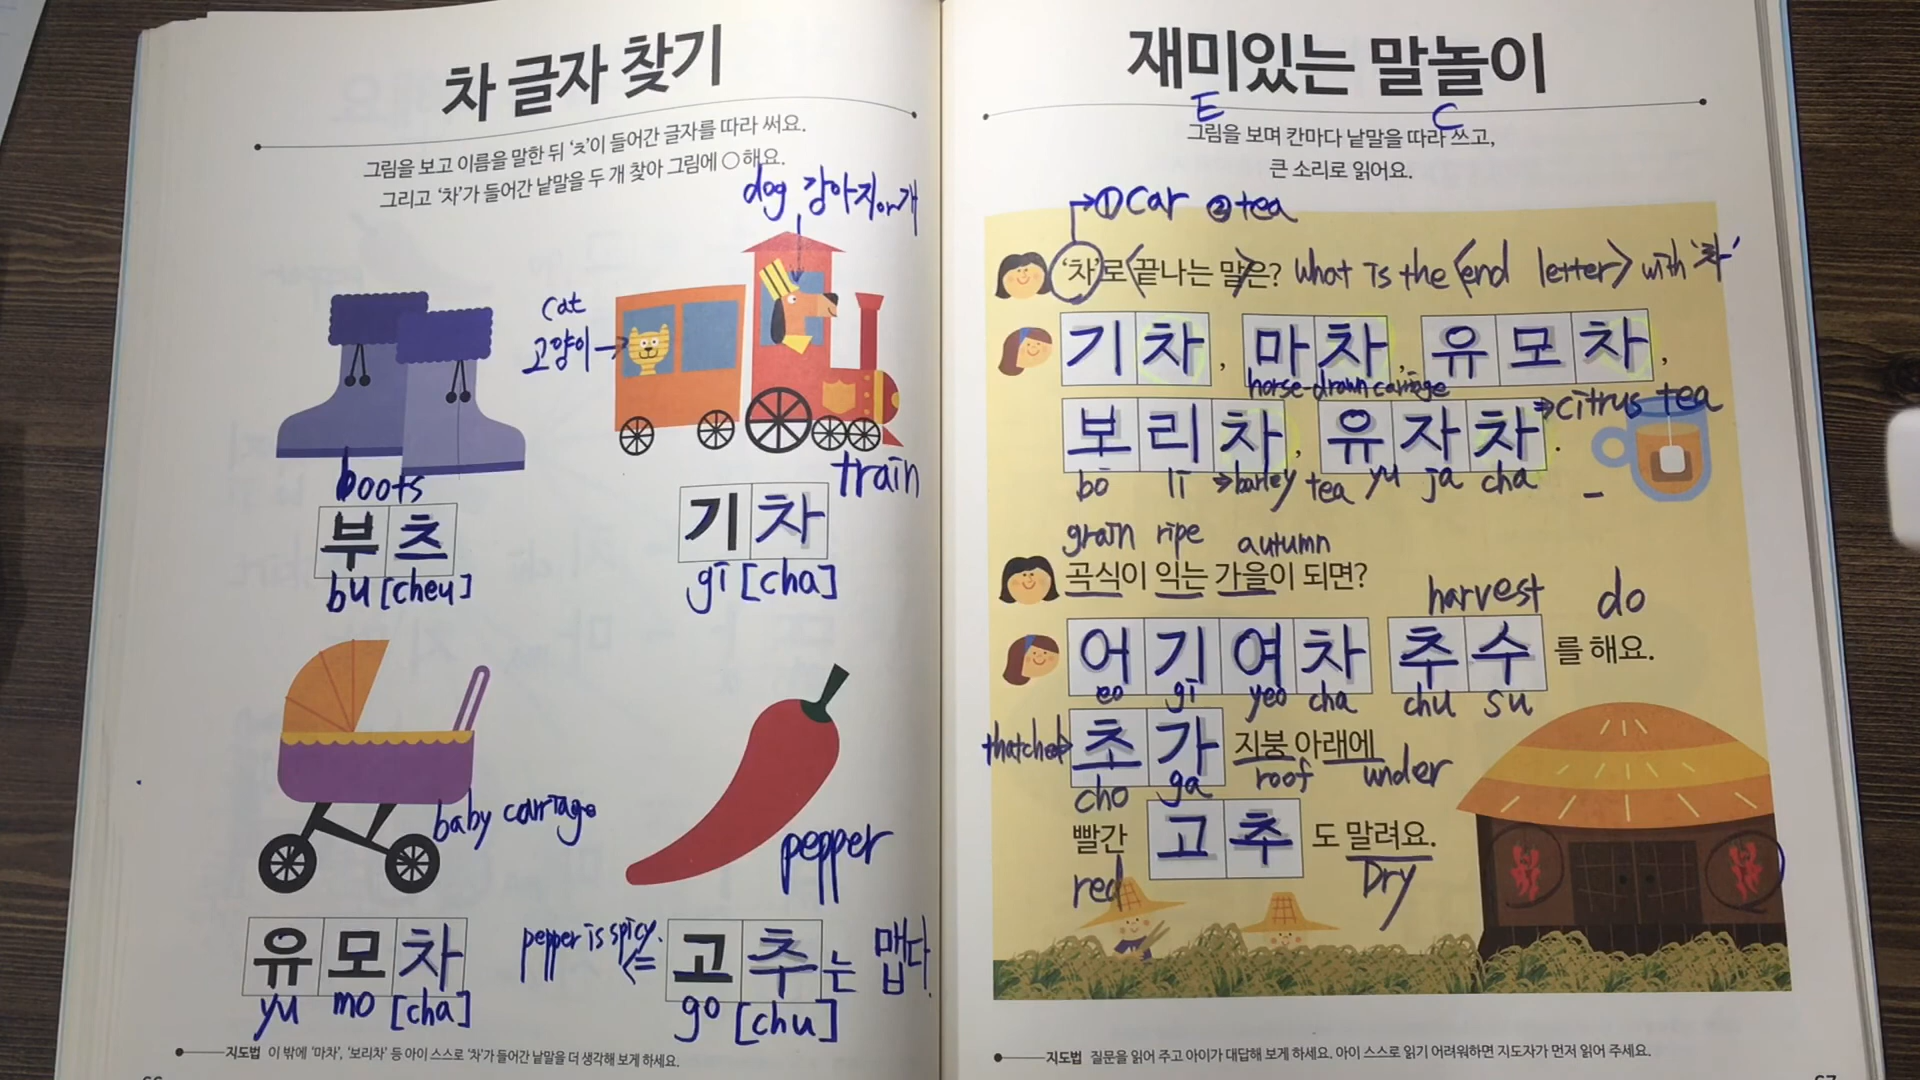 차 글자 찾기
그림을 보고 이름을 말한 뒤 ‘ㅊ’이 들어간 글자를 따라 써요.
그리고 ‘차’가 들어간 낱말을 두 개 찾아 그림에 ○해요.
dog 강아지 or 개
cat
고양이→
train
boots
부츠
bu [cheu]
기차
gi [cha]
baby carriage
pepper
유모차
yu mo [cha]
pepper is spicy.
고추는 맵다.
go [chu]
지도법 이 밖에 ‘마차’, ‘보리차’ 등 아이 스스로 ‘차’가 들어간 낱말을 더 생각해 보게 하세요.
재미있는 말놀이
E C
그림을 보며 칸마다 낱말을 따라 쓰고,
큰 소리로 읽어요.
→①car ②tea
‘차’로 <끝나는 말>은? what is the <end letter> with ‘차’
기차, 마차, 유모차,
horse-drawn carriage
보리차, 유자차. ⇒citrus tea
bo li ⇒barley tea yu ja cha
grain ripe autumn
곡식이 익는 가을이 되면?
harvest do
어기여차 추수를 해요.
eo gi yeo cha chu su
thatched 초가 지붕 아래에
cho ga roof under
빨간 고추도 말려요.
red Dry
지도법 질문을 읽어 주고 아이가 대답해 보게 하세요. 아이 스스로 읽기 어려워하면 지도자가 먼저 읽어 주세요.